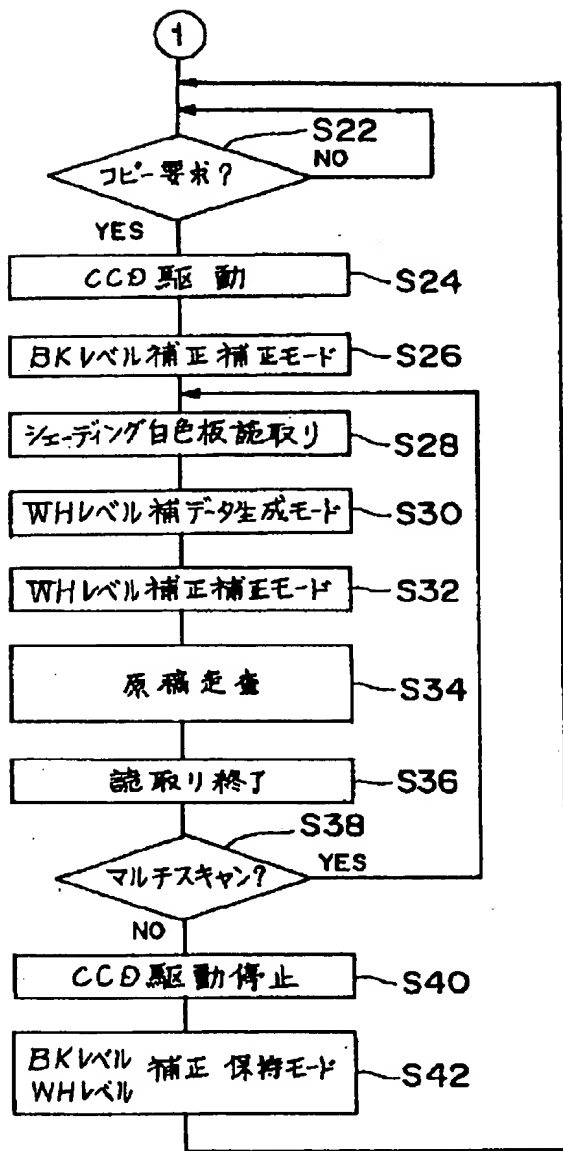 1
S22
コピー要求?
NO
YES
CCD駆動
S24
BKレベル補正補正モード
S26
シェーディング白色板読取り
S28
WHレベル補データ生成モード
S30
WHレベル補正補正モード
S32
原稿走査
S34
読取り終了
S36
S38
マルチスキャン?
YES
NO
CCD駆動停止
S40
BKレベル
WHレベル
補正 保持モード
S42